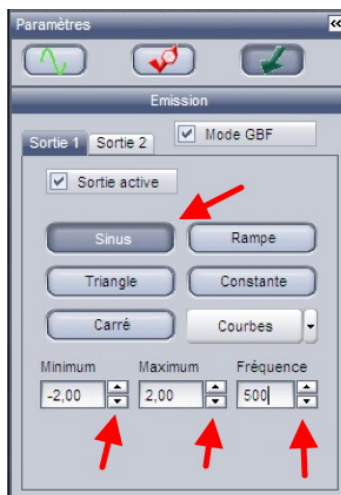 Paramètres
Emission
Sortie 1 Sortie 2 Mode GBF
Sortie active
Sinus Rampe
Triangle Constante
Carré Courbes
Minimum Maximum Fréquence
-2,00 2,00 500